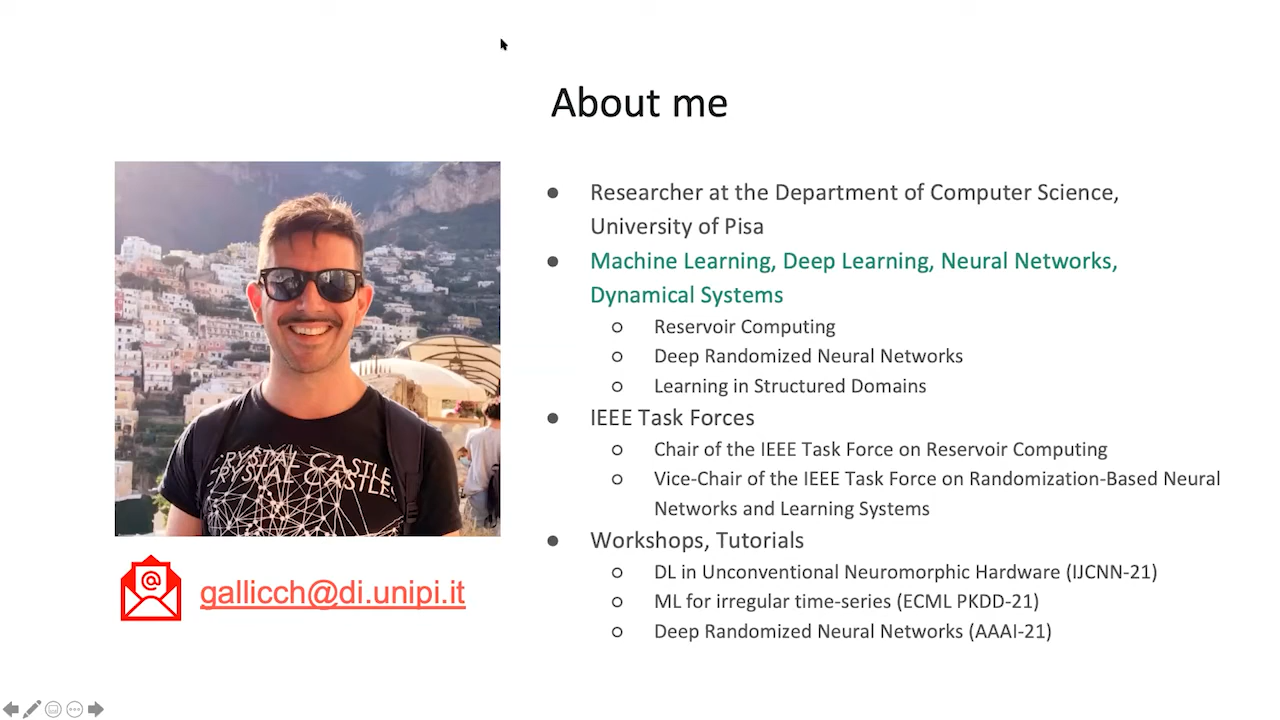 About me
● Researcher at the Department of Computer Science,
University of Pisa
● Machine Learning, Deep Learning, Neural Networks,
Dynamical Systems
○ Reservoir Computing
○ Deep Randomized Neural Networks
○ Learning in Structured Domains
● IEEE Task Forces
○ Chair of the IEEE Task Force on Reservoir Computing
○ Vice-Chair of the IEEE Task Force on Randomization-Based Neural
Networks and Learning Systems
● Workshops, Tutorials
○ DL in Unconventional Neuromorphic Hardware (IJCNN-21)
○ ML for irregular time-series (ECML PKDD-21)
○ Deep Randomized Neural Networks (AAAI-21)
CRYSTAL CASTLES
CRYSTAL CASTLES
@
gallicch@di.unipi.it